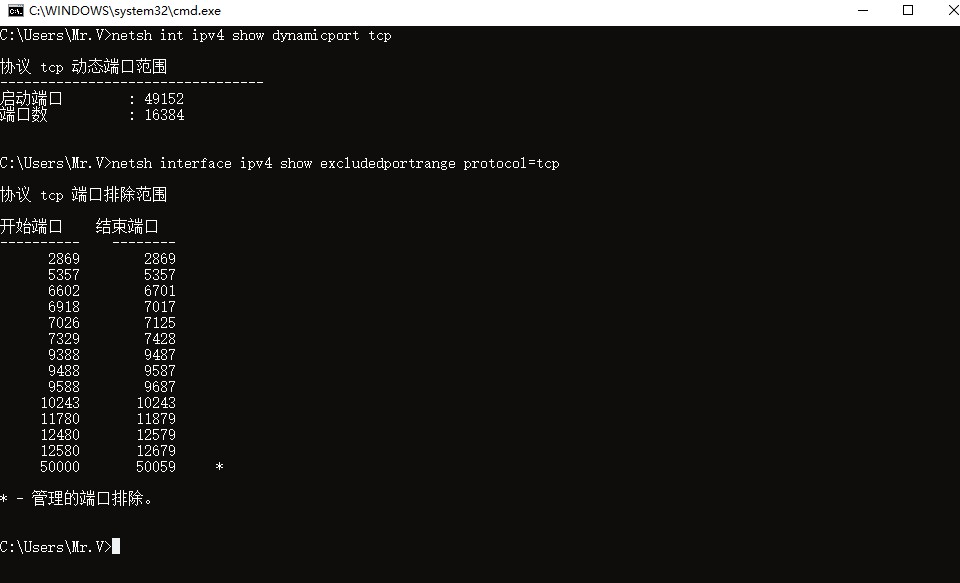 C:\WINDOWS\system32\cmd.exe
C:\Users\Mr.V>netsh int ipv4 show dynamicport tcp
协议 tcp 动态端口范围
---------------------------------
启动端口        : 49152
端口数          : 16384
C:\Users\Mr.V>netsh interface ipv4 show excludedportrange protocol=tcp
协议 tcp 端口排除范围
开始端口    结束端口
----------    --------
      2869        2869
      5357        5357
      6602        6701
      6918        7017
      7026        7125
      7329        7428
      9388        9487
      9488        9587
      9588        9687
     10243       10243
     11780       11879
     12480       12579
     12580       12679
     50000       50059     *
* - 管理的端口排除。
C:\Users\Mr.V>